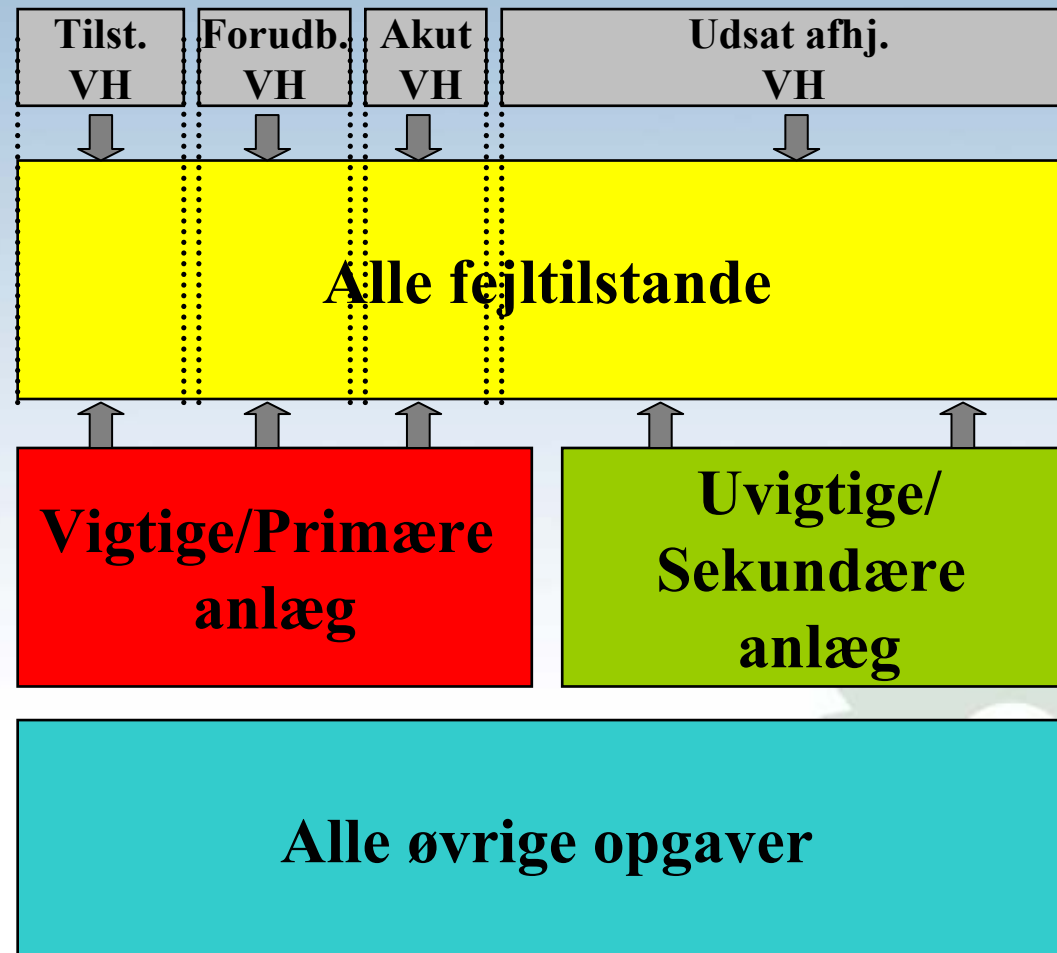 Tilst.
VH
Forudb.
VH
Akut
VH
Udsat afhj.
VH
Alle fejltilstande
Vigtige/Primære
anlæg
Uvigtige/
Sekundære
anlæg
Alle øvrige opgaver